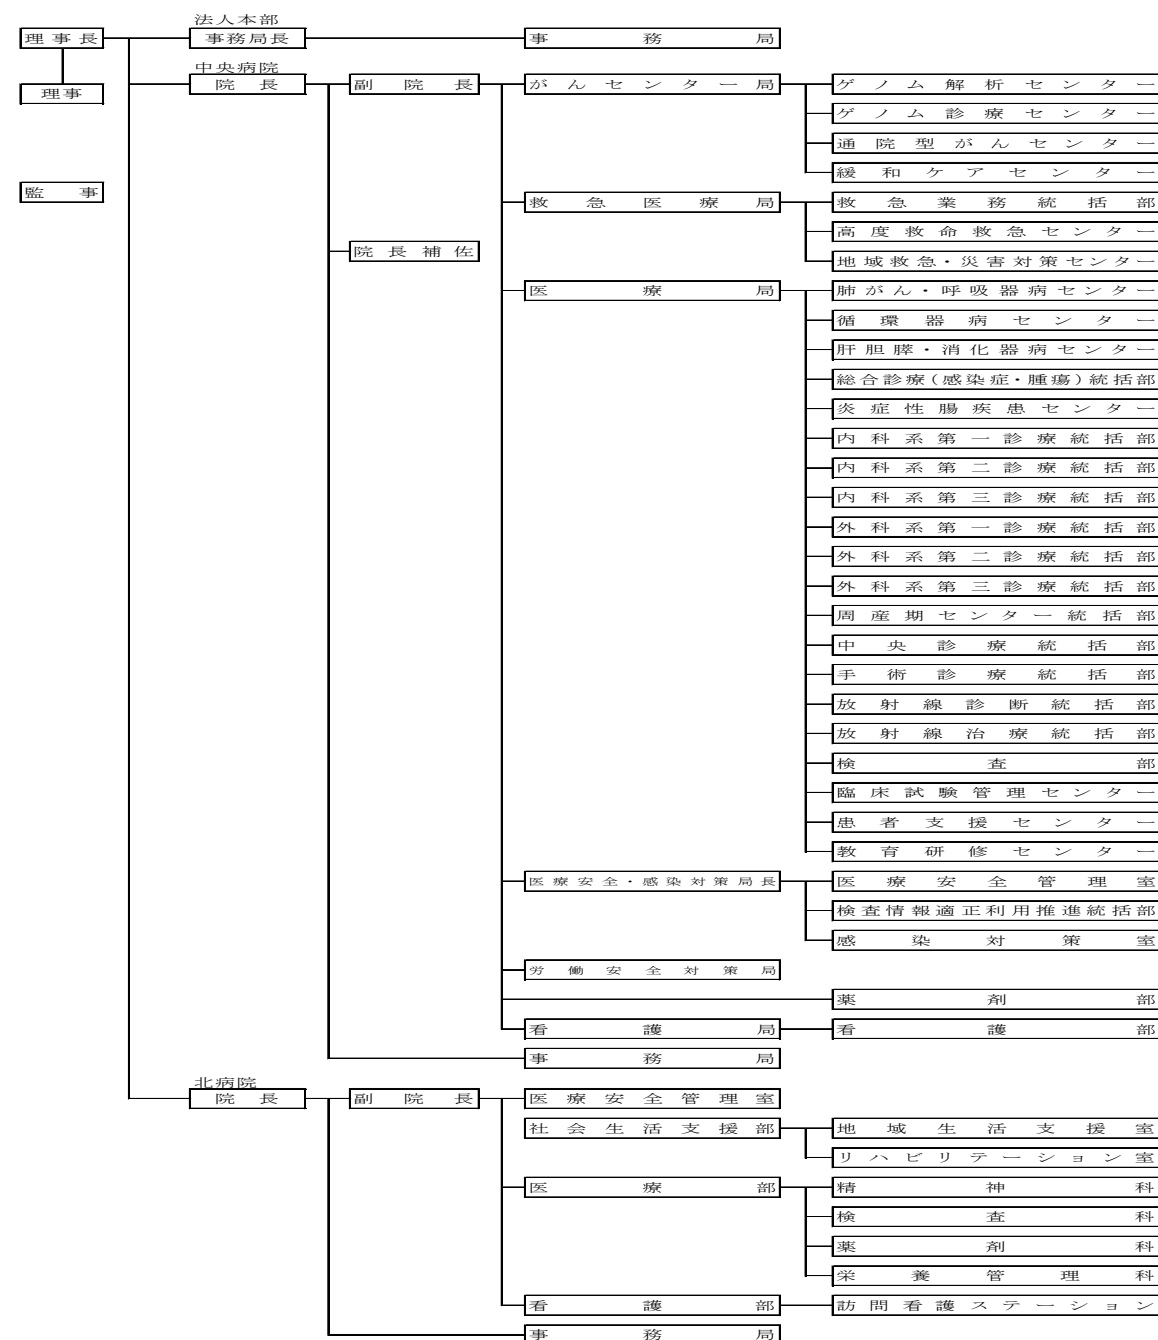 法人本部
理事長 事務局長 事務局
中央病院
院長 副院長 がんセンター局 ゲノム解析センター
理事
ゲノム診療センター
通院型がんセンター
緩和ケアセンター
監事
救急医療局 救急業務統括部
高度救命救急センター
院長補佐
地域救急・災害対策センター
医療局 肺がん・呼吸器病センター
循環器病センター
肝胆膵・消化器病センター
総合診療(感染症・腫瘍)統括部
炎症性腸疾患センター
内科系第一診療統括部
内科系第二診療統括部
内科系第三診療統括部
外科系第一診療統括部
外科系第二診療統括部
外科系第三診療統括部
周産期センター統括部
中央診療統括部
手術診療統括部
放射線診断統括部
放射線治療統括部
検査部
臨床試験管理センター
患者支援センター
教育研修センター
医療安全・感染対策局長 医療安全管理室
検査情報適正利用推進統括部
感染対策室
労働安全対策局
薬剤部
看護局 看護部
事務局
北病院
院長 副院長 医療安全管理室
社会生活支援部 地域生活支援室
リハビリテーション室
医療部 精神科
検査科
薬剤科
栄養管理科
看護部 訪問看護ステーション
事務局